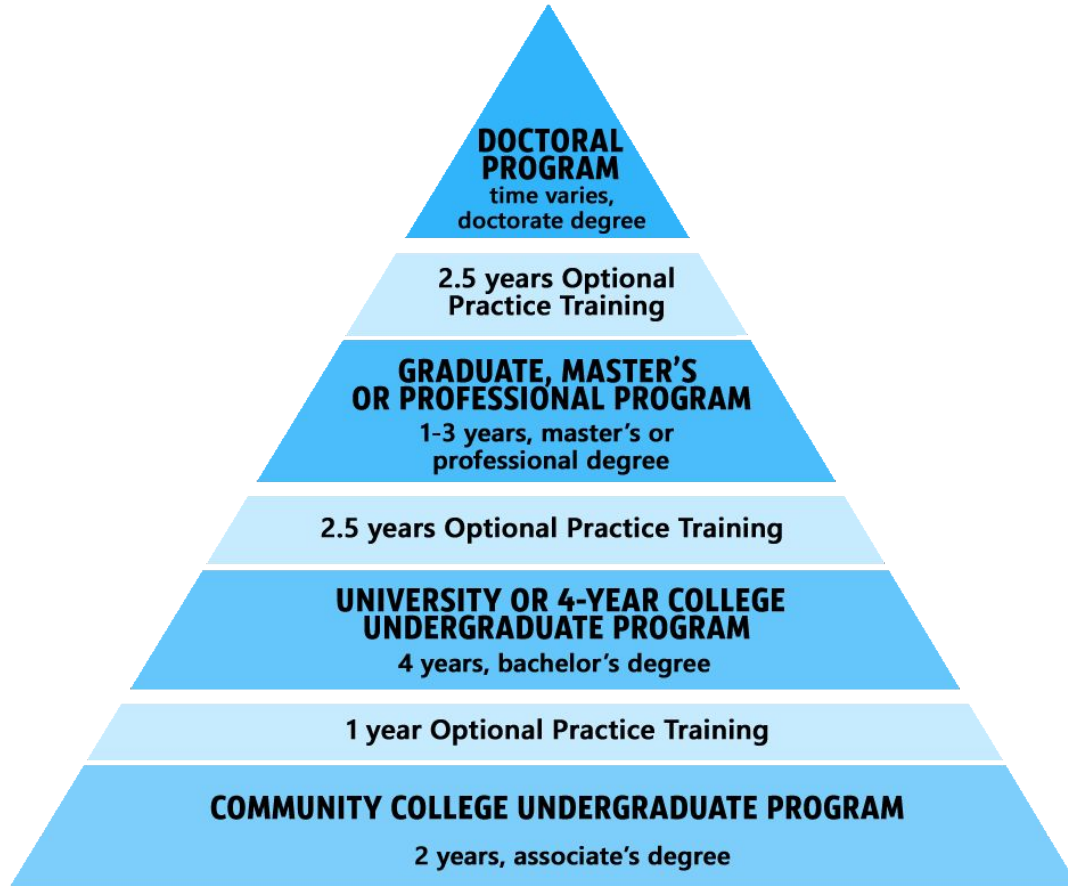 DOCTORAL
PROGRAM
time varies,
doctorate degree
2.5 years Optional
Practice Training
GRADUATE, MASTER'S
OR PROFESSIONAL PROGRAM
1-3 years, master's or
professional degree
2.5 years Optional Practice Training
UNIVERSITY OR 4-YEAR COLLEGE
UNDERGRADUATE PROGRAM
4 years, bachelor's degree
1 year Optional Practice Training
COMMUNITY COLLEGE UNDERGRADUATE PROGRAM
2 years, associate's degree